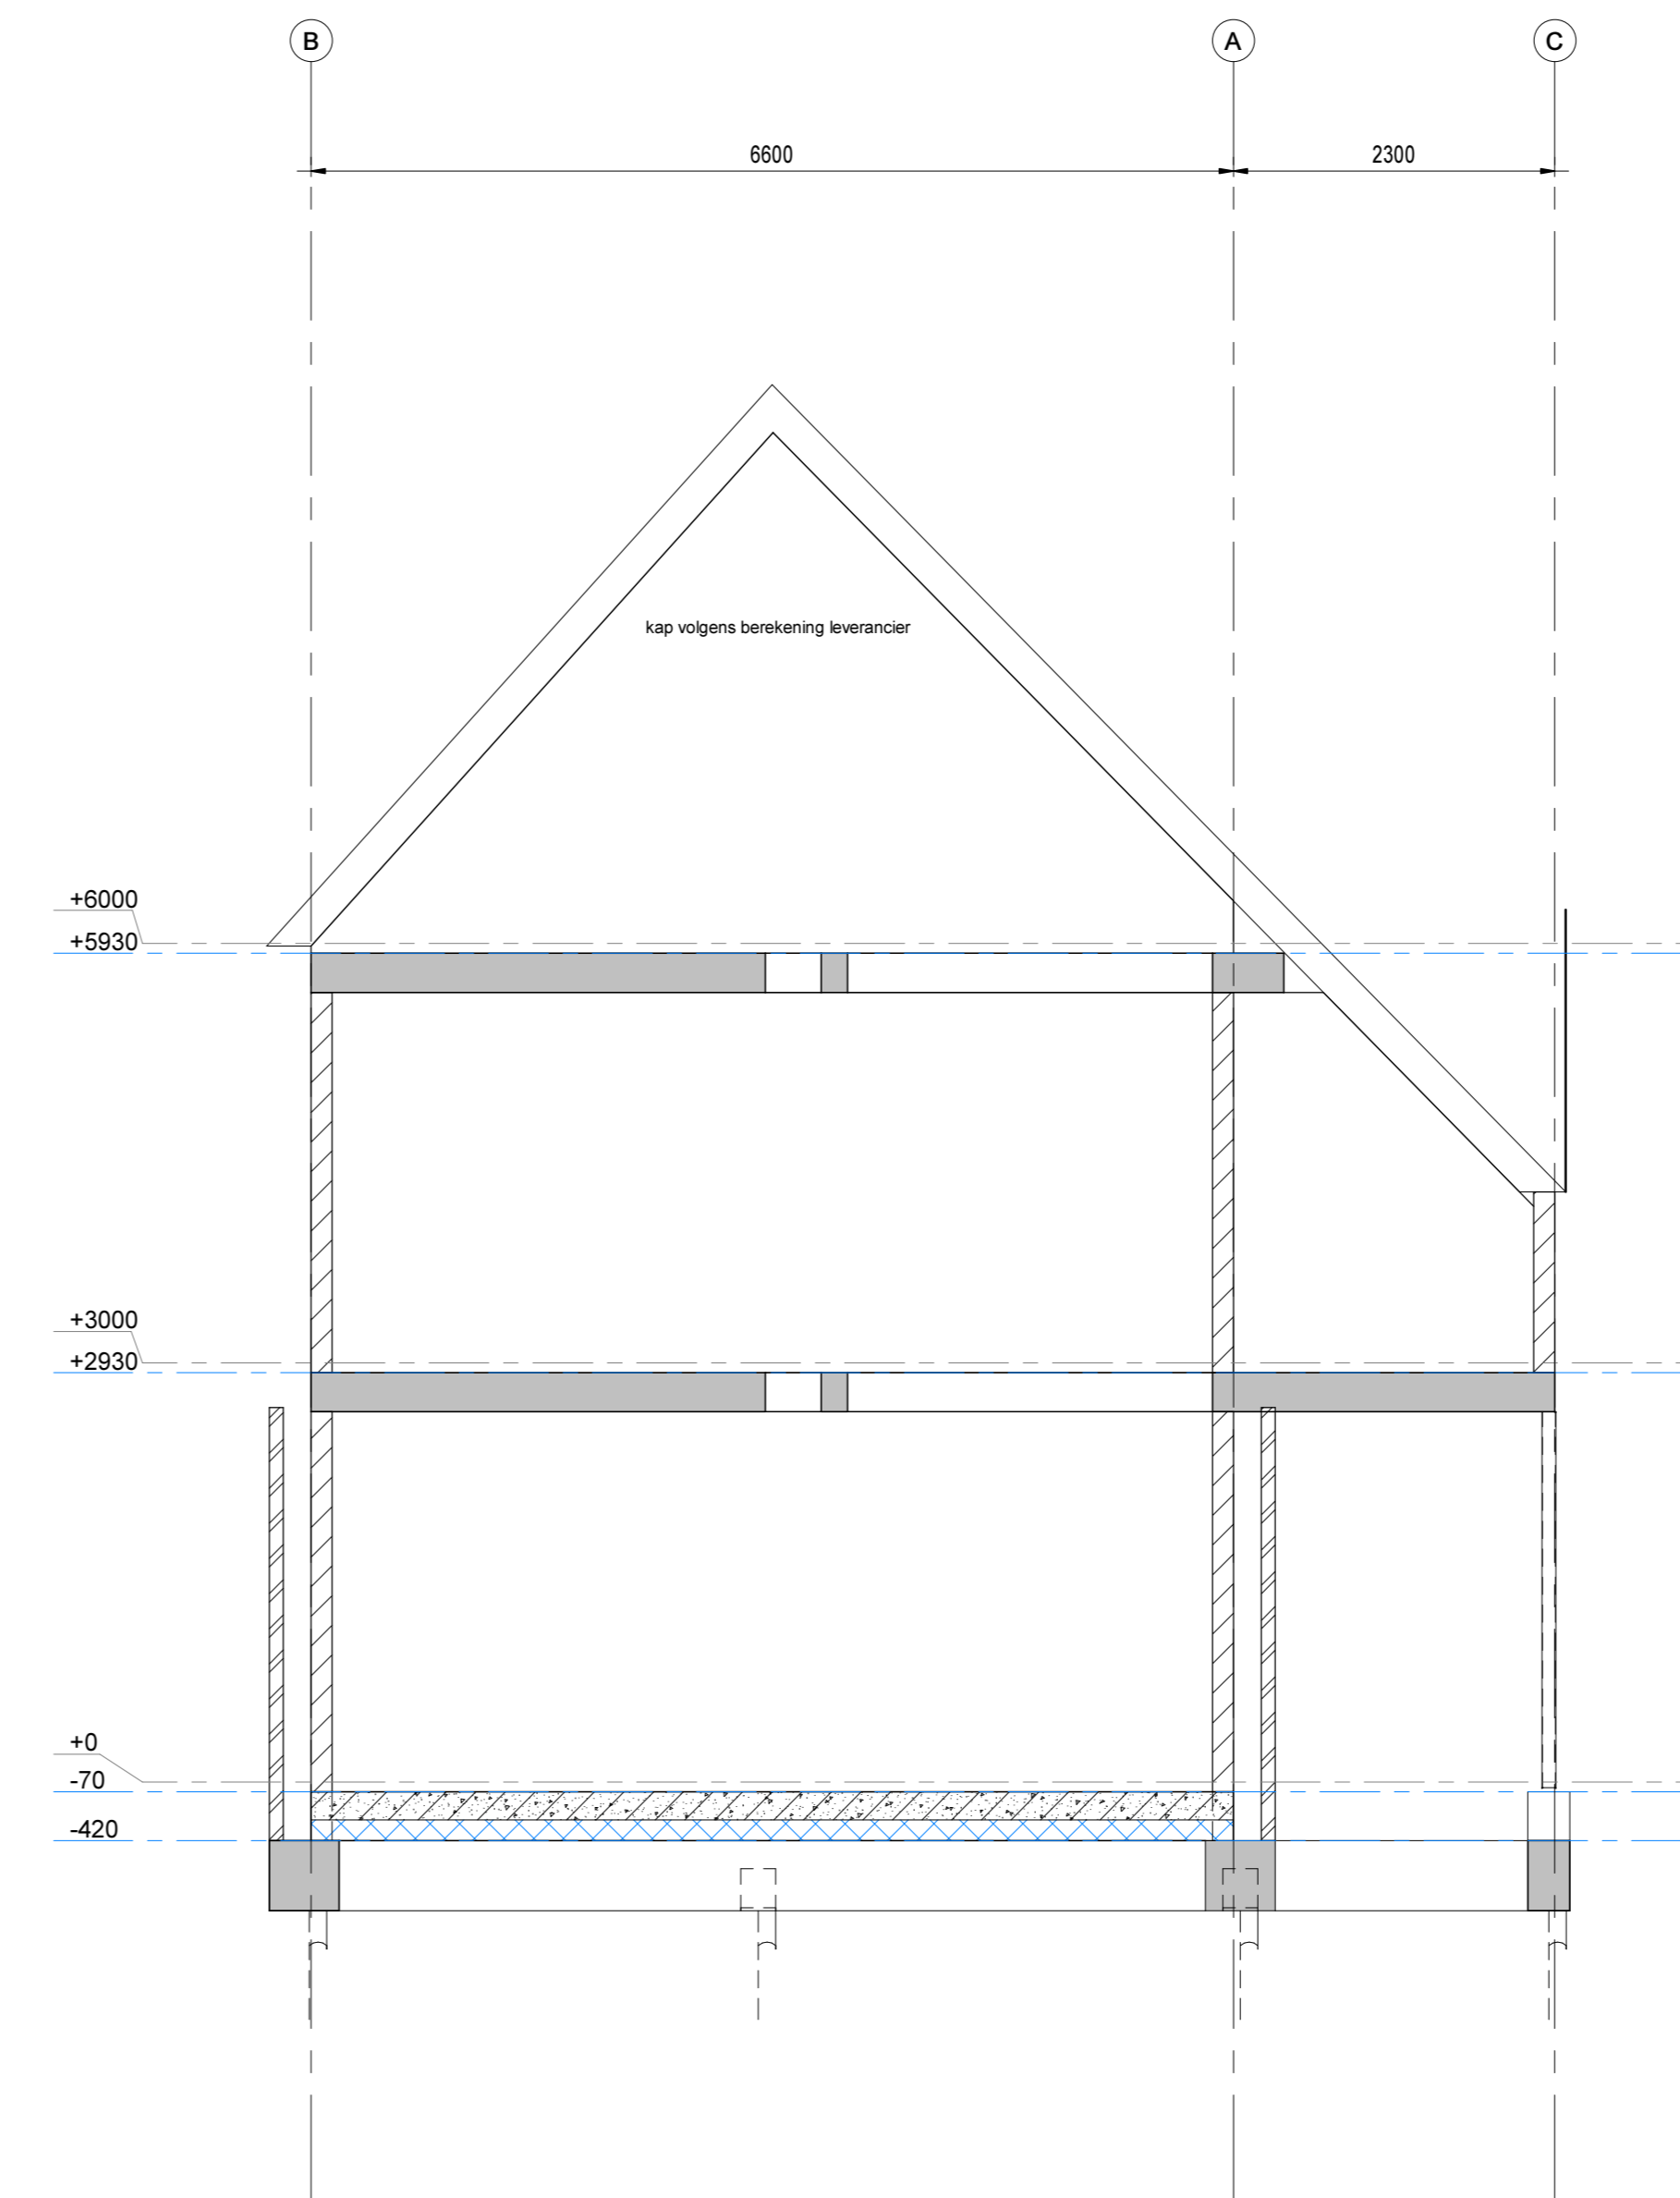 B
A
C
6600
2300
kap volgens berekening leverancier
+6000
+5930
+3000
+2930
+0
-70
-420